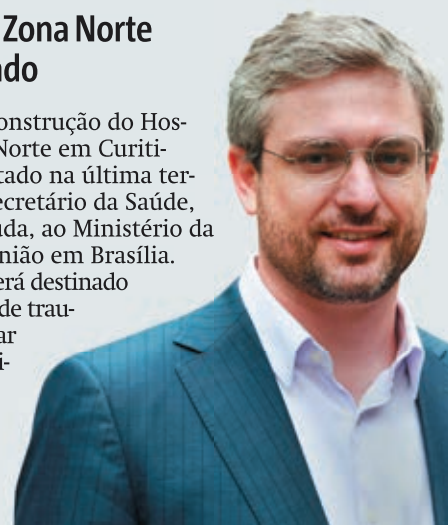 Zona Norte
ndo
onstrução do Hos-
Norte em Curiti-
tado na última ter-
ecretário da Saúde,
uda, ao Ministério da
nião em Brasília.
erá destinado
de trau-
ar
i-